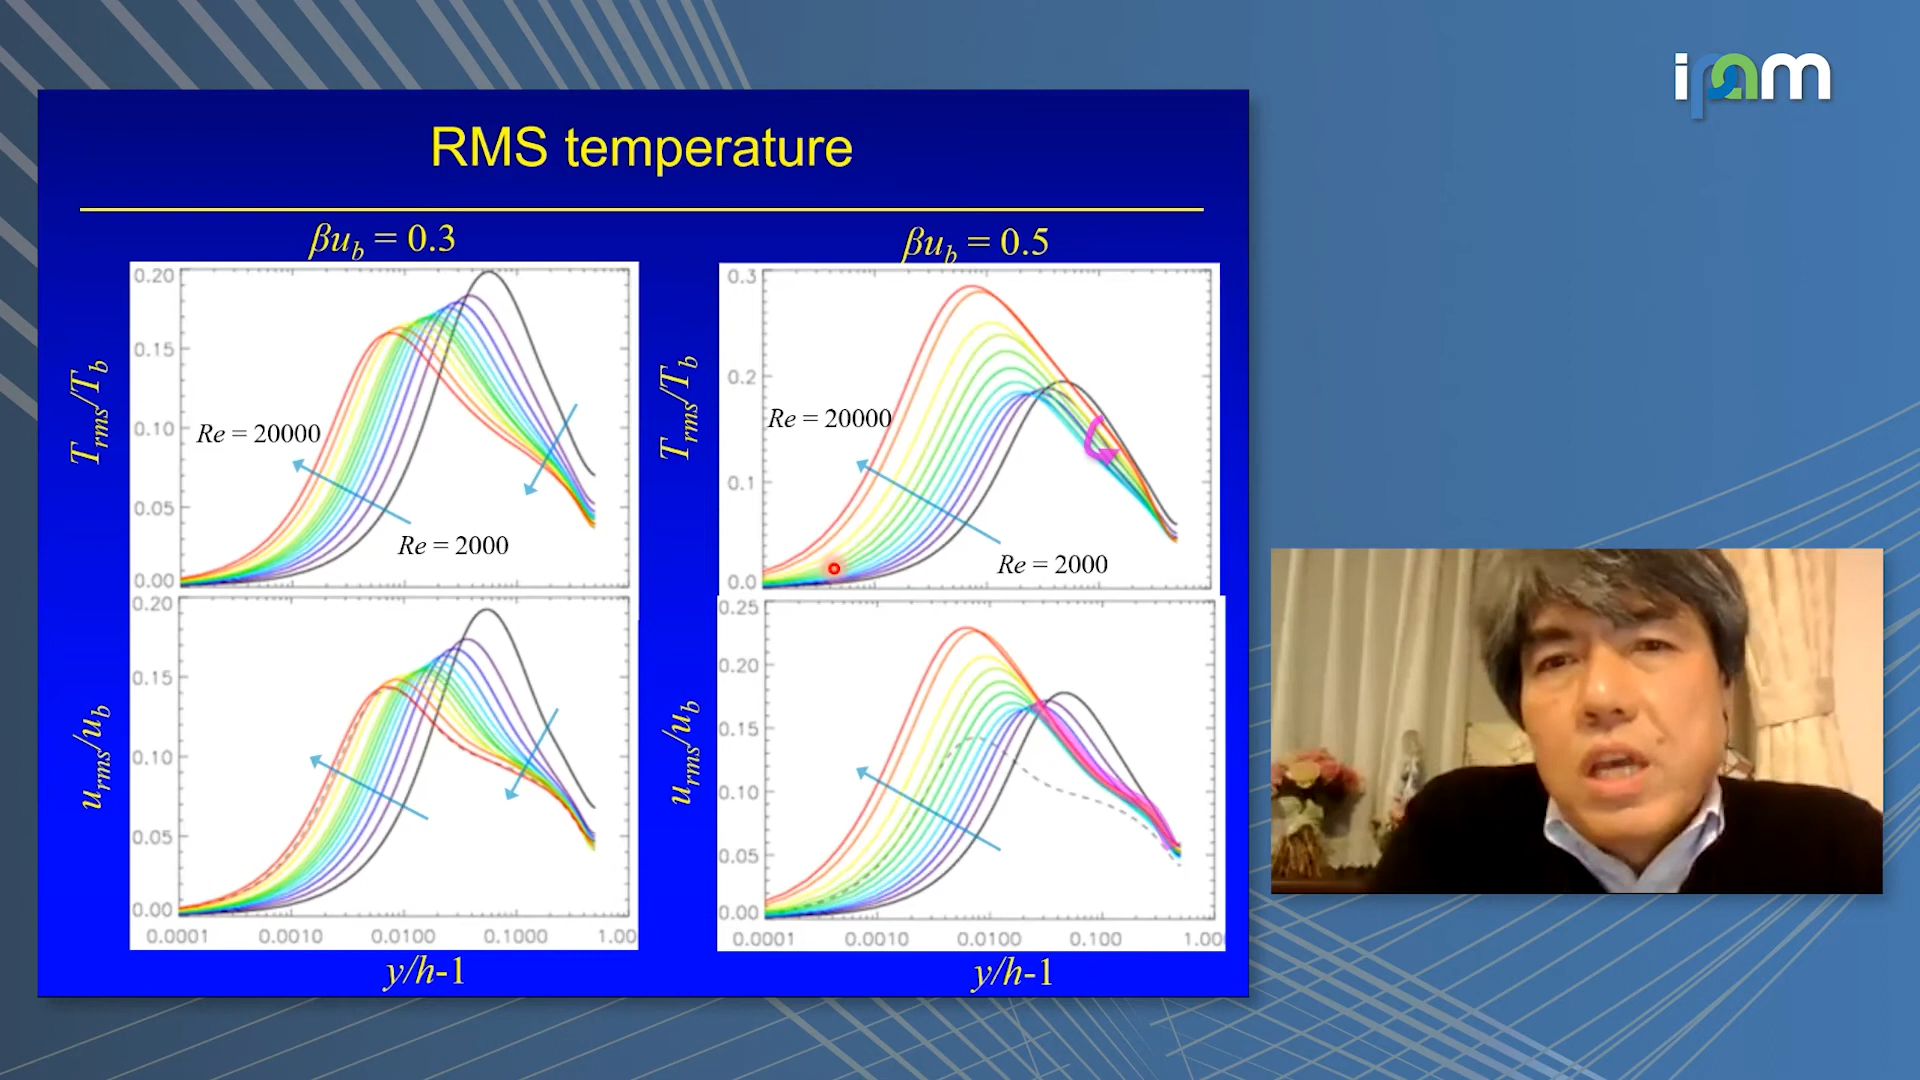 ipam
RMS temperature
βu_b = 0.3
βu_b = 0.5
T_rms/T_b
0.20
0.15
0.10
0.05
0.00
Re = 20000
Re = 2000
T_rms/T_b
0.3
0.2
0.1
0.0
Re = 20000
Re = 2000
u_rms/u_b
0.20
0.15
0.10
0.05
0.00
0.0001 0.0010 0.0100 0.1000 1.00
y/h-1
u_rms/u_b
0.25
0.20
0.15
0.10
0.05
0.00
0.0001 0.0010 0.0100 0.100 1.00
y/h-1